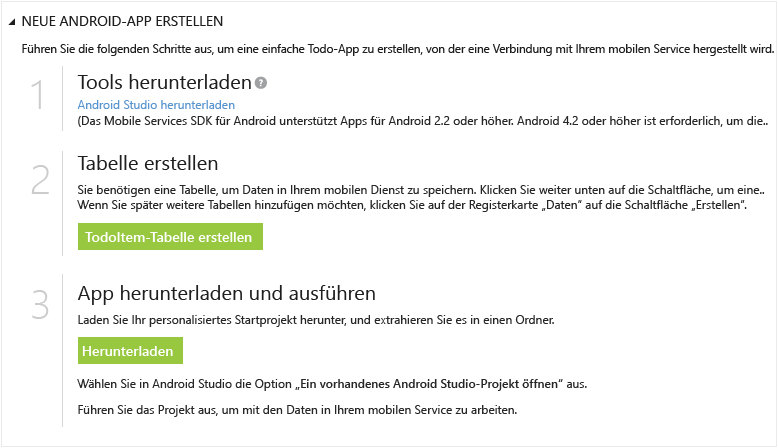 NEUE ANDROID-APP ERSTELLEN
Führen Sie die folgenden Schritte aus, um eine einfache Todo-App zu erstellen, von der eine Verbindung mit Ihrem mobilen Service hergestellt wird.
1
Tools herunterladen ?
Android Studio herunterladen
(Das Mobile Services SDK für Android unterstützt Apps für Android 2.2 oder höher. Android 4.2 oder höher ist erforderlich, um die..
2
Tabelle erstellen
Sie benötigen eine Tabelle, um Daten in Ihrem mobilen Dienst zu speichern. Klicken Sie weiter unten auf die Schaltfläche, um eine..
Wenn Sie später weitere Tabellen hinzufügen möchten, klicken Sie auf der Registerkarte „Daten“ auf die Schaltfläche „Erstellen“.
TodoItem-Tabelle erstellen
3
App herunterladen und ausführen
Laden Sie Ihr personalisiertes Startprojekt herunter, und extrahieren Sie es in einen Ordner.
Herunterladen
Wählen Sie in Android Studio die Option „Ein vorhandenes Android Studio-Projekt öffnen“ aus.
Führen Sie das Projekt aus, um mit den Daten in Ihrem mobilen Service zu arbeiten.